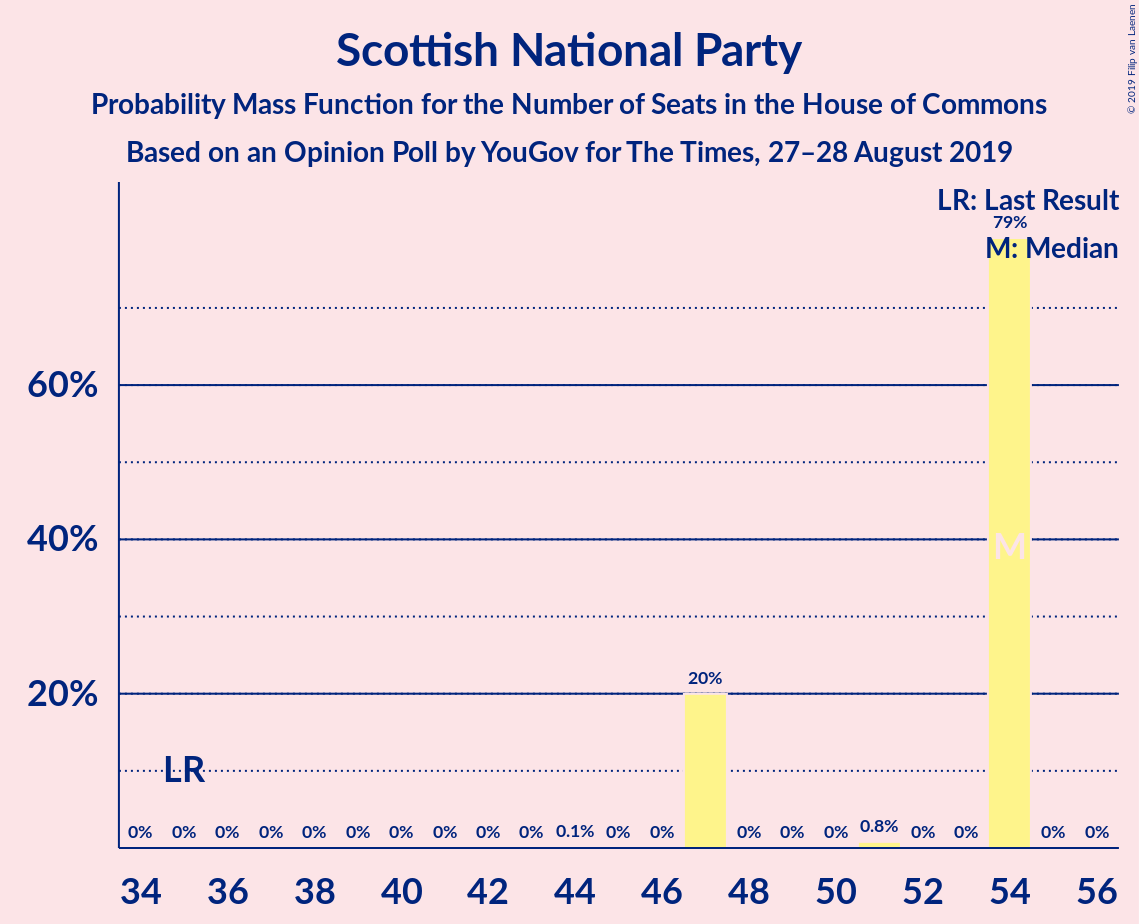 Scottish National Party
Probability Mass Function for the Number of Seats in the House of Commons
Based on an Opinion Poll by YouGov for The Times, 27–28 August 2019
© 2019 Filip van Laenen
LR: Last Result
79%
M: Median
60%
40%
M
20%
20%
LR
0% 0% 0% 0% 0% 0% 0% 0% 0% 0% 0.1% 0% 0% 0% 0% 0% 0.8% 0% 0% 0% 0%
34 36 38 40 42 44 46 48 50 52 54 56